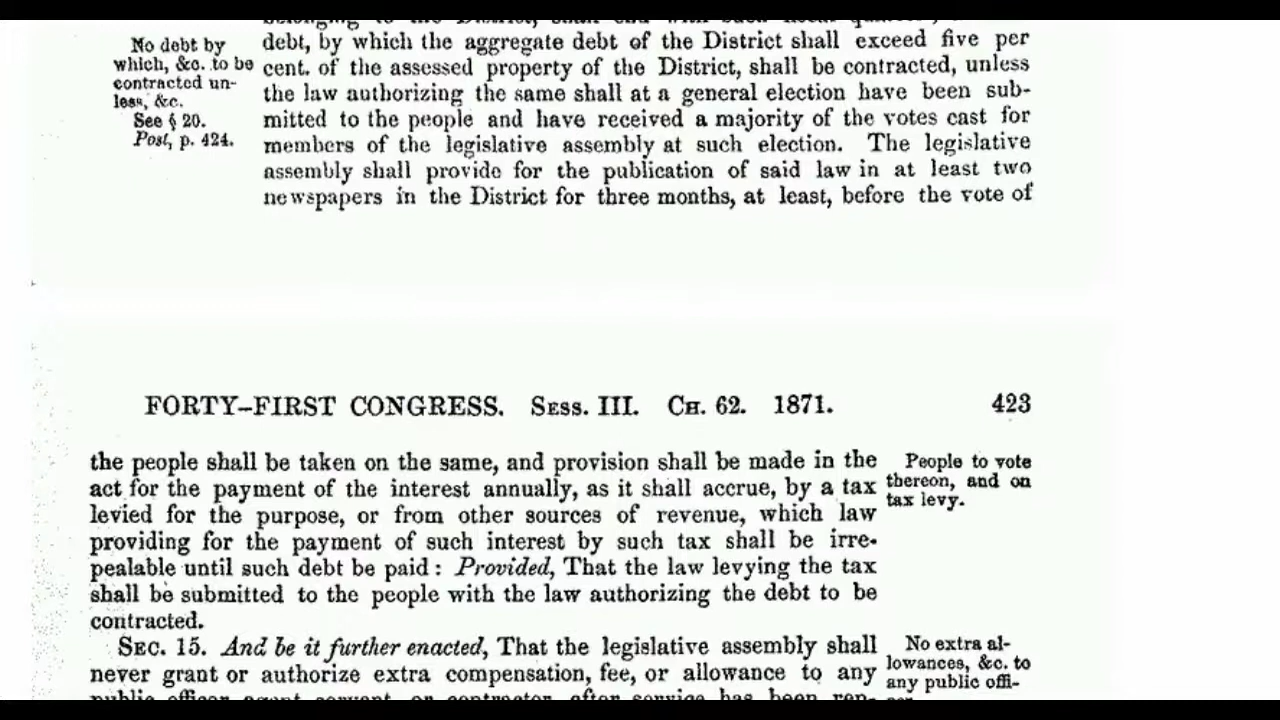 No debt by
which, &c. to be
contracted un-
less, &c.
See § 20.
Post, p. 424.
debt, by which the aggregate debt of the District shall exceed five per
cent. of the assessed property of the District, shall be contracted, unless
the law authorizing the same shall at a general election have been sub-
mitted to the people and have received a majority of the votes cast for
members of the legislative assembly at such election. The legislative
assembly shall provide for the publication of said law in at least two
newspapers in the District for three months, at least, before the vote of
FORTY-FIRST CONGRESS. SESS. III. CH. 62. 1871. 423
the people shall be taken on the same, and provision shall be made in the
act for the payment of the interest annually, as it shall accrue, by a tax
levied for the purpose, or from other sources of revenue, which law
providing for the payment of such interest by such tax shall be irre-
pealable until such debt be paid: Provided, That the law levying the tax
shall be submitted to the people with the law authorizing the debt to be
contracted.
People to vote
thereon, and on
tax levy.
SEC. 15. And be it further enacted, That the legislative assembly shall
never grant or authorize extra compensation, fee, or allowance to any
No extra al-
lowances, &c. to
any public offi-